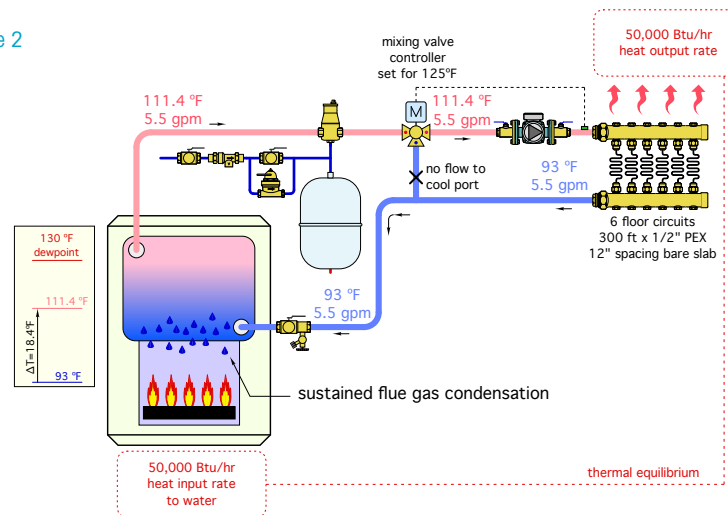 e 2
50,000 Btu/hr
heat output rate
mixing valve
controller
set for 125ºF
111.4 ºF
5.5 gpm
M
111.4 ºF
5.5 gpm
no flow to
cool port
93 ºF
5.5 gpm
6 floor circuits
300 ft x 1/2" PEX
12" spacing bare slab
130 ºF
dewpoint
111.4 ºF
ΔT=18.4ºF
93 ºF
93 ºF
5.5 gpm
sustained flue gas condensation
50,000 Btu/hr
heat input rate
to water
thermal equilibrium